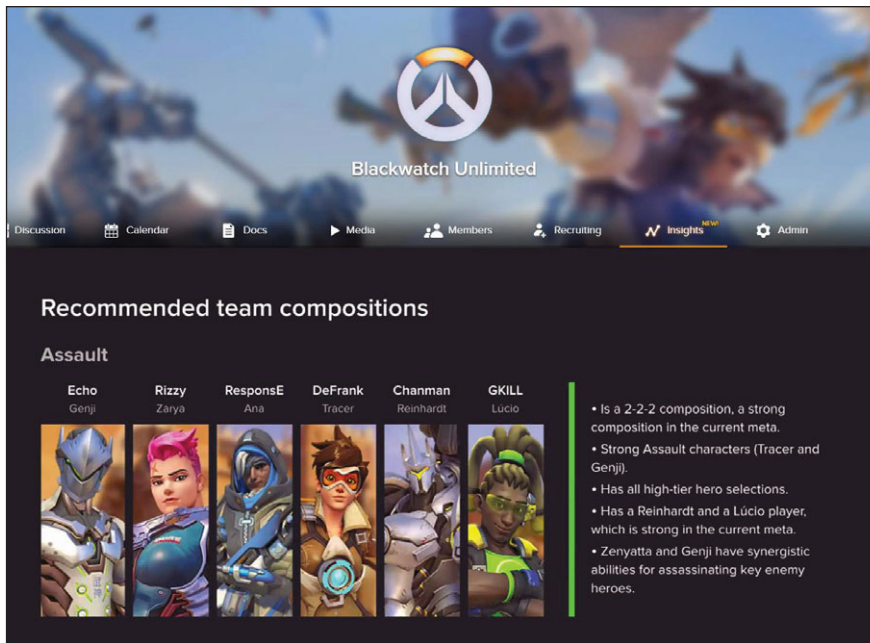 Blackwatch Unlimited
Discussion Calendar Docs Media Members Recruiting Insights NEW! Admin
Recommended team compositions
Assault
Echo Rizzy ResponsE DeFrank Chanman GKILL
Genji Zarya Ana Tracer Reinhardt Lúcio
• Is a 2-2-2 composition, a strong
composition in the current meta.
• Strong Assault characters (Tracer and
Genji).
• Has all high-tier hero selections.
• Has a Reinhardt and a Lúcio player,
which is strong in the current meta.
• Zenyatta and Genji have synergistic
abilities for assassinating key enemy
heroes.